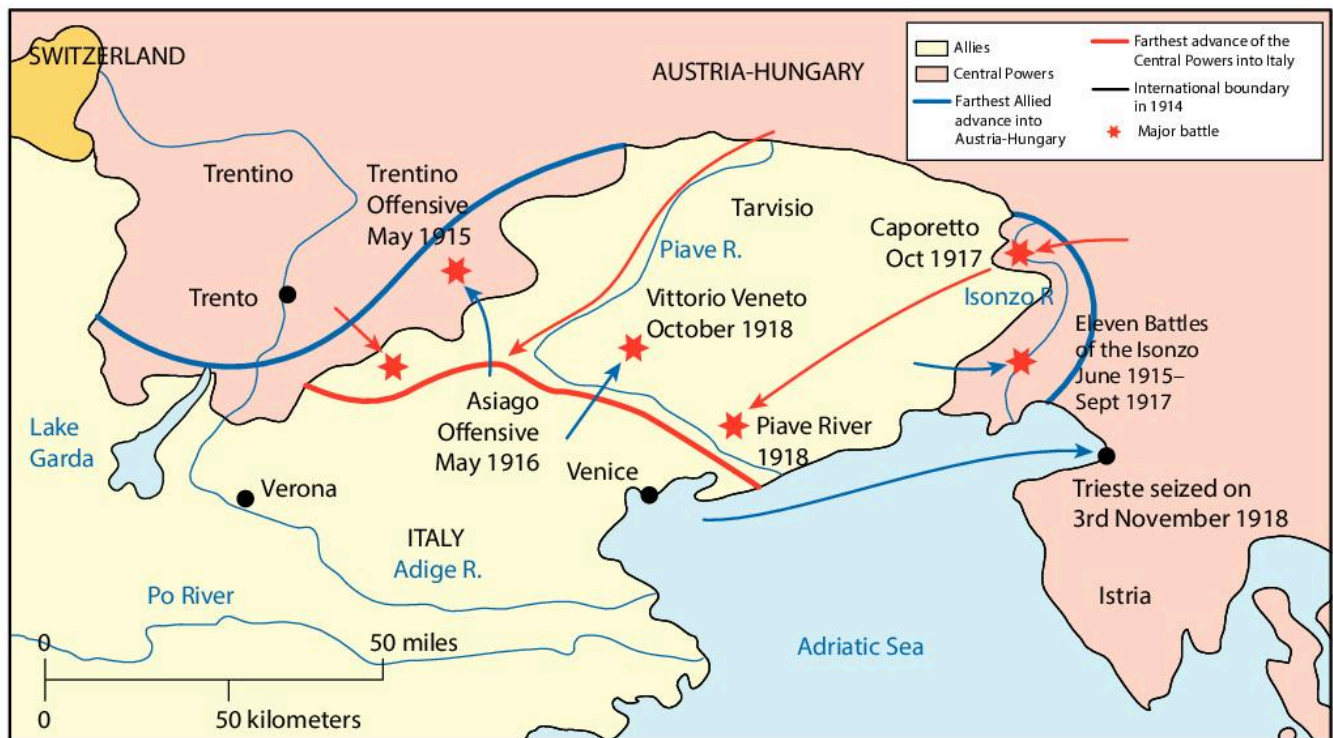 SWITZERLAND
AUSTRIA-HUNGARY
Allies
Central Powers
Farthest Allied
advance into
Austria-Hungary
Farthest advance of the
Central Powers into Italy
International boundary
in 1914
Major battle
Trentino
Trentino
Offensive
May 1915
Tarvisio
Piave R.
Caporetto
Oct 1917
Trento
Vittorio Veneto
October 1918
Isonzo R
Eleven Battles
of the Isonzo
June 1915–
Sept 1917
Lake
Garda
Asiago
Offensive
May 1916
Piave River
1918
Venice
Verona
Trieste seized on
3rd November 1918
ITALY
Adige R.
Po River
Istria
Adriatic Sea
0
50 miles
0
50 kilometers